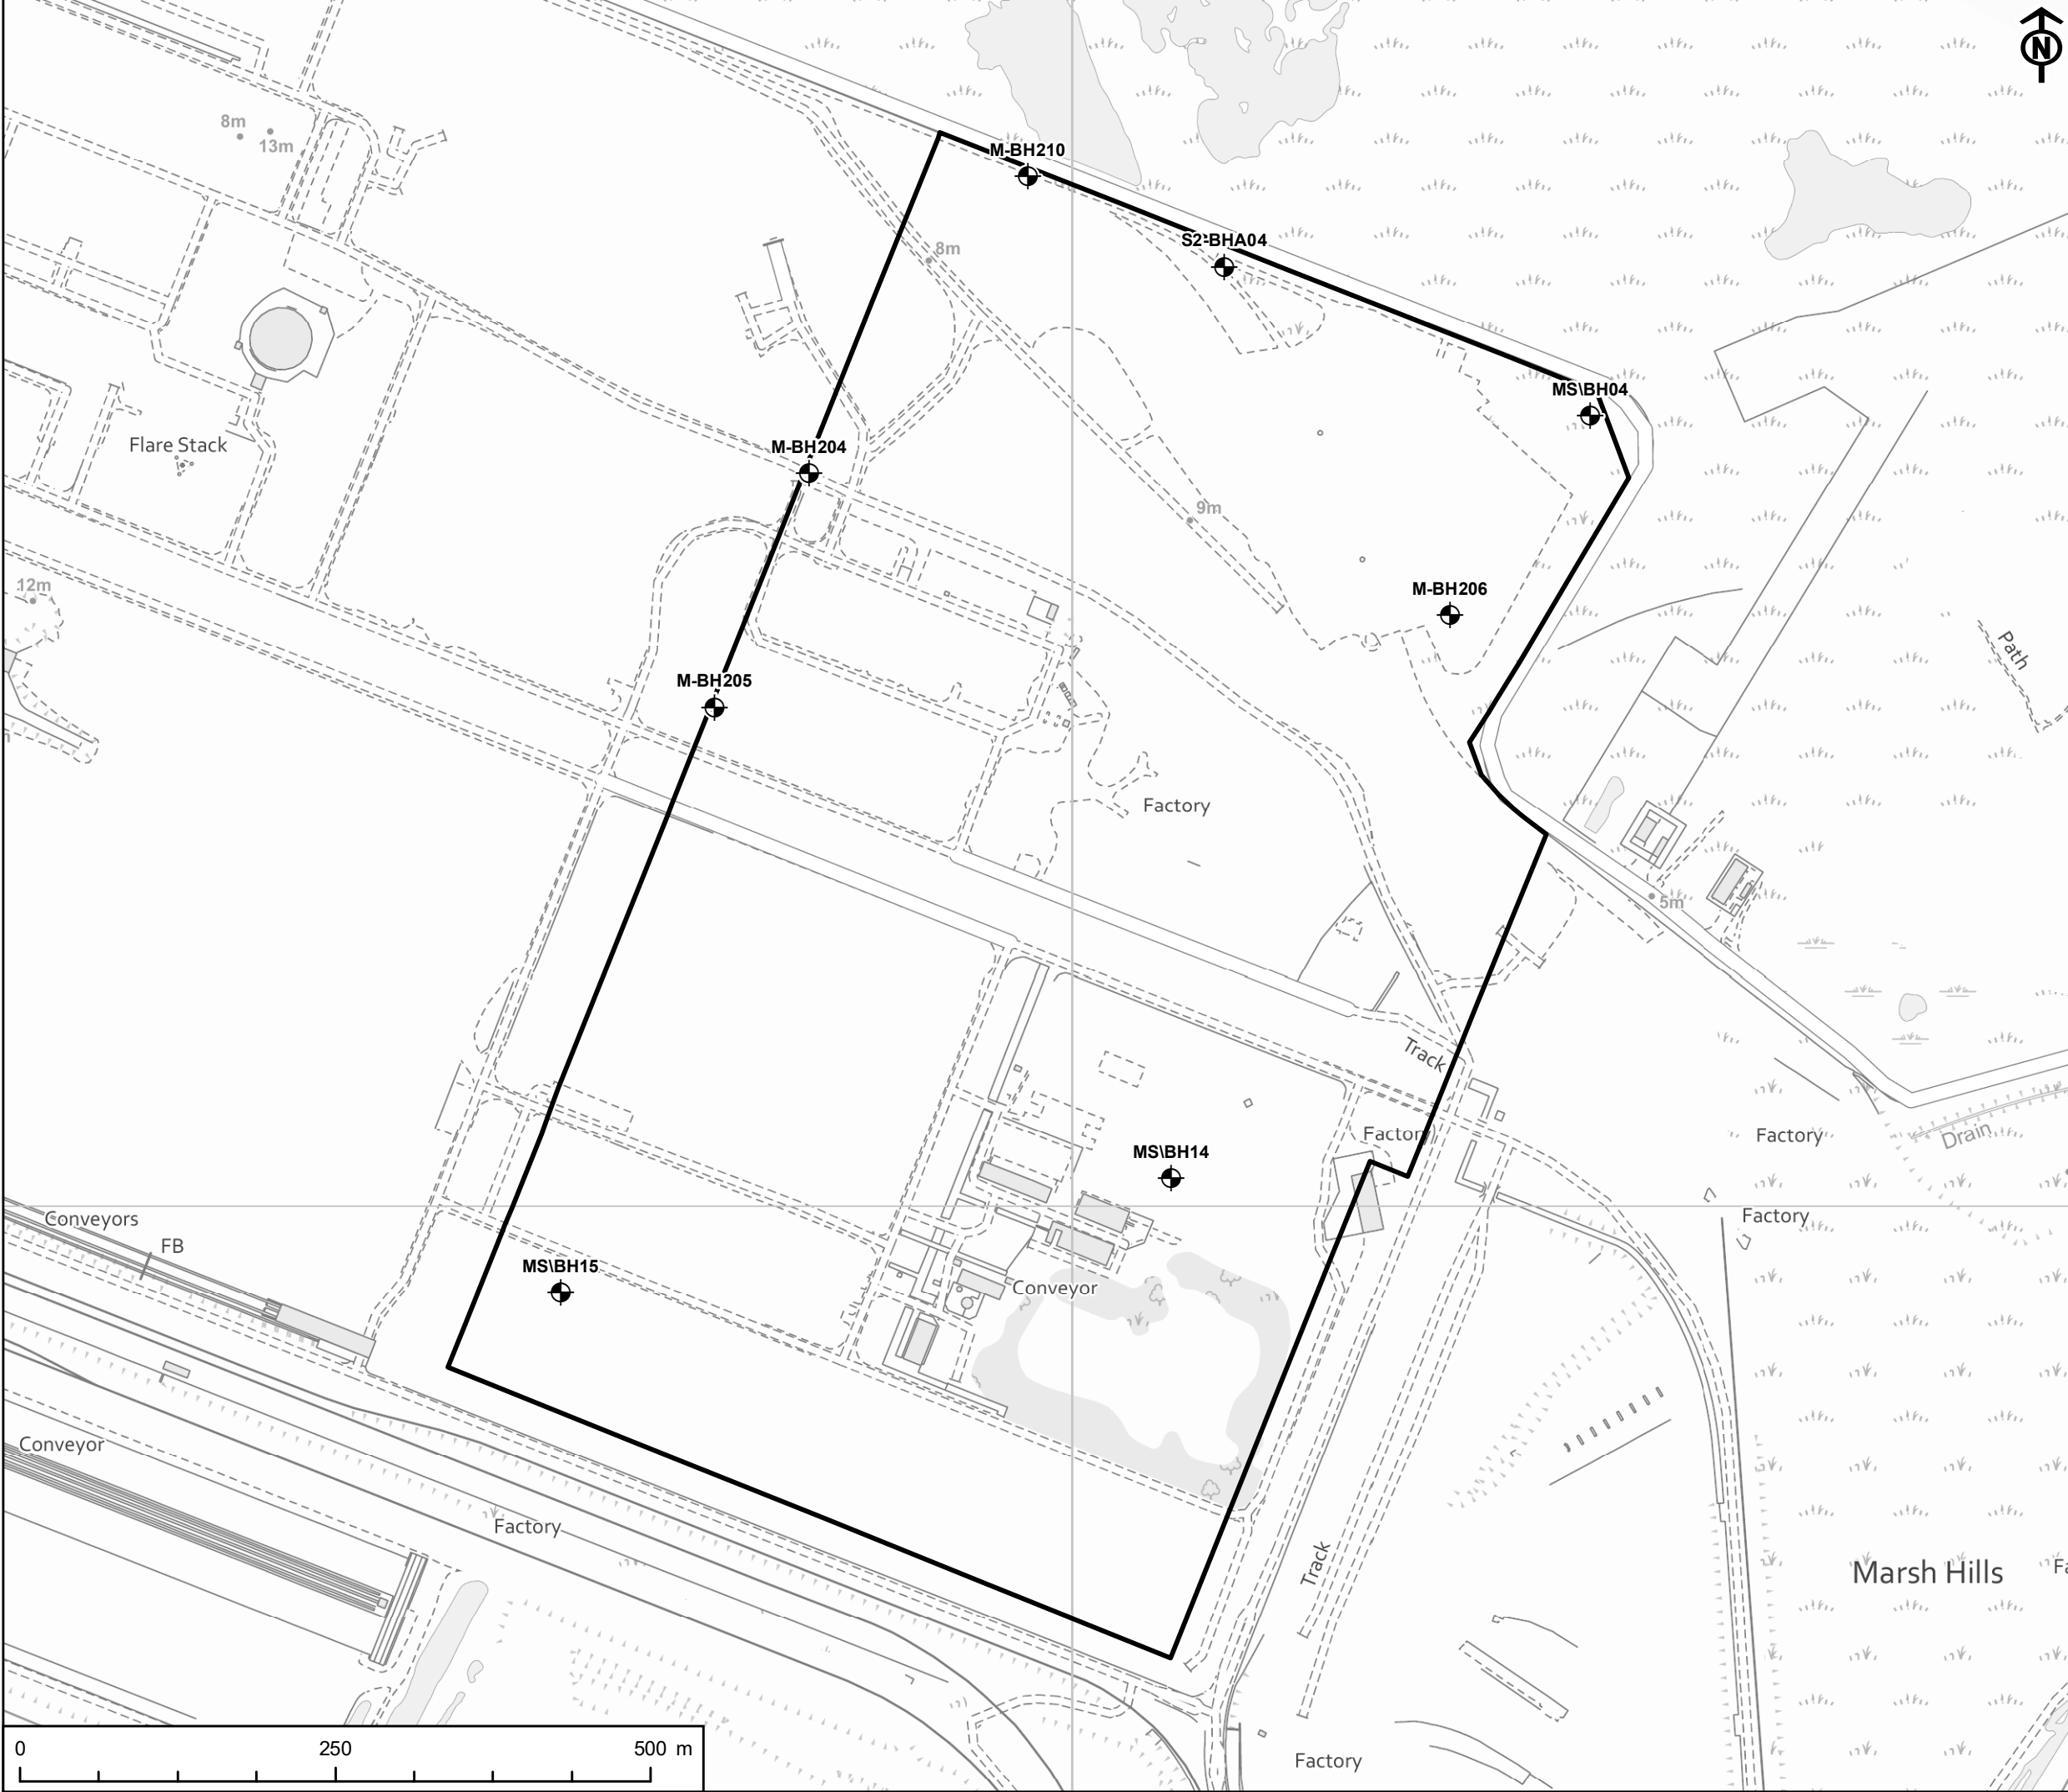 N
8m
13m
M-BH210
S2-BHA04
8m
MS\BH04
Flare Stack
M-BH204
9m
12m
M-BH206
Path
M-BH205
Factory
5m
Track
Factory
Factory
Drain
MS\BH14
Conveyors
Factory
FB
MS\BH15
Conveyor
Conveyor
Factory
Track
Marsh Hills
Fa
0 250 500 m
Factory